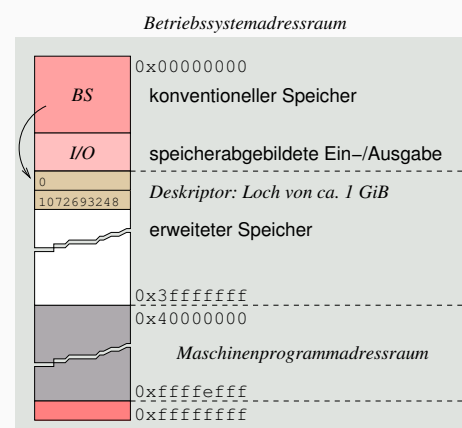 Betriebssystemadressraum
0x00000000
BS
konventioneller Speicher
I/O
speicherabgebildete Ein−/Ausgabe
0
Deskriptor: Loch von ca. 1 GiB
1072693248
erweiteter Speicher
0x3fffffff
0x40000000
Maschinenprogrammadressraum
0xffffefff
0xffffffff